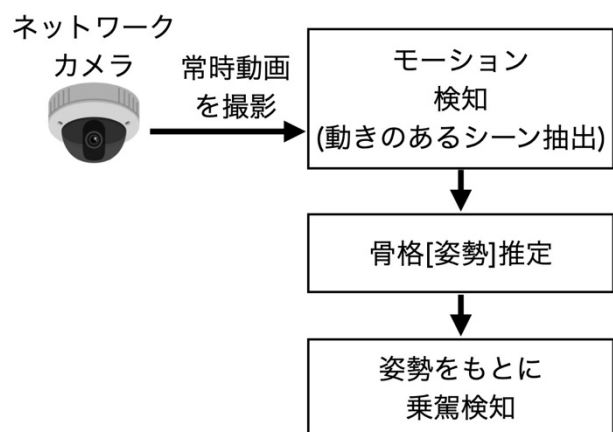 ネットワーク
カメラ
常時動画
を撮影
モーション
検知
(動きのあるシーン抽出)
骨格[姿勢]推定
姿勢をもとに
乗駕検知